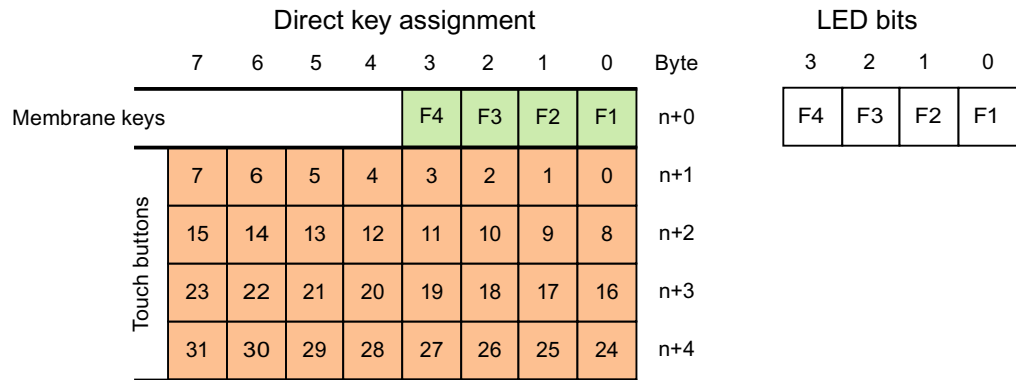 Direct key assignment LED bits
7 6 5 4 3 2 1 0 Byte 3 2 1 0
Membrane keys F4 F3 F2 F1 n+0 F4 F3 F2 F1
Touch buttons
7 6 5 4 3 2 1 0 n+1
15 14 13 12 11 10 9 8 n+2
23 22 21 20 19 18 17 16 n+3
31 30 29 28 27 26 25 24 n+4